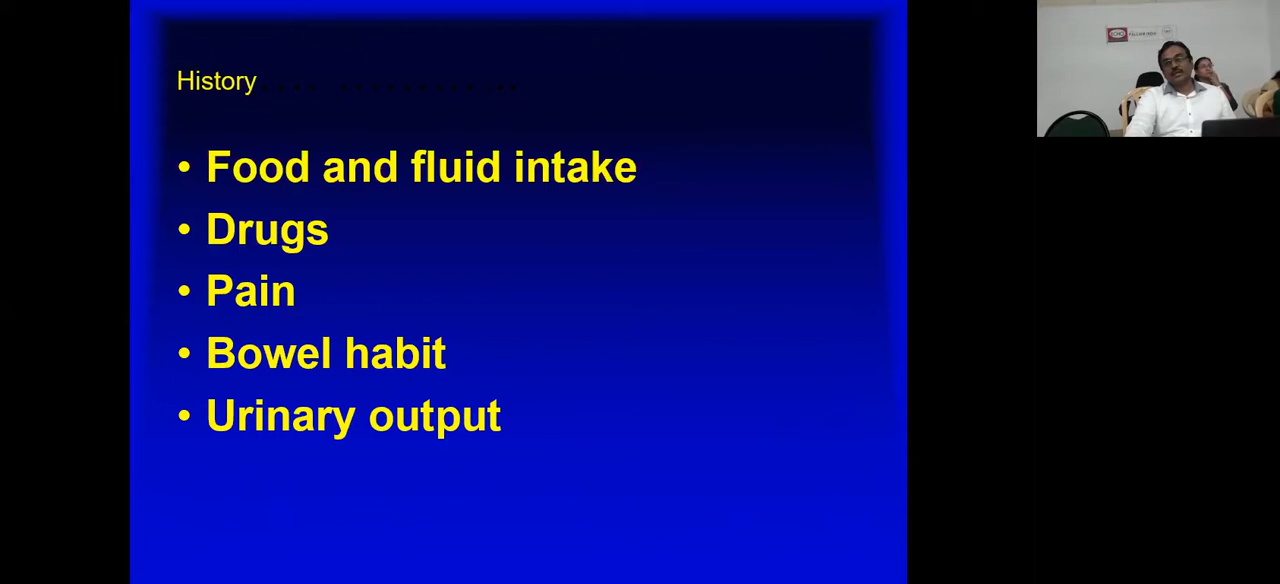 History
• Food and fluid intake
• Drugs
• Pain
• Bowel habit
• Urinary output